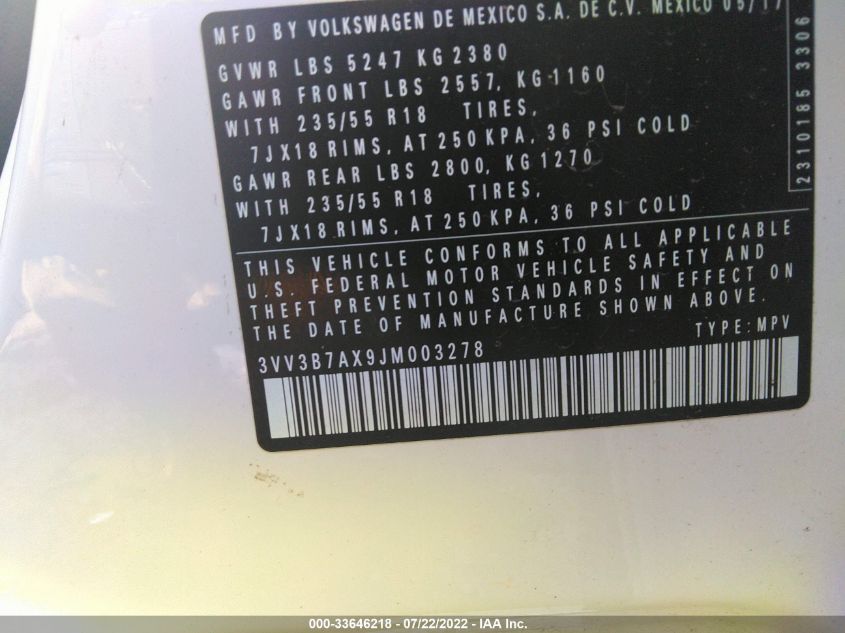 MFD BY VOLKSWAGEN DE MEXICO S.A. DE C.V. MEXICO 05/17
GVWR LBS 5247 KG 2380
GAWR FRONT LBS 2557, KG 1160
WITH 235/55 R18 TIRES,
7JX18 RIMS, AT 250 KPA, 36 PSI COLD
GAWR REAR LBS 2800, KG 1270
WITH 235/55 R18 TIRES,
7JX18 RIMS, AT 250 KPA, 36 PSI COLD
23101853306
THIS VEHICLE CONFORMS TO ALL APPLICABLE
U.S. FEDERAL MOTOR VEHICLE SAFETY AND
THEFT PREVENTION STANDARDS IN EFFECT ON
THE DATE OF MANUFACTURE SHOWN ABOVE.
TYPE: MPV
3VV3B7AX9JM003278
000-33646218 - 07/22/2022 - IAA Inc.